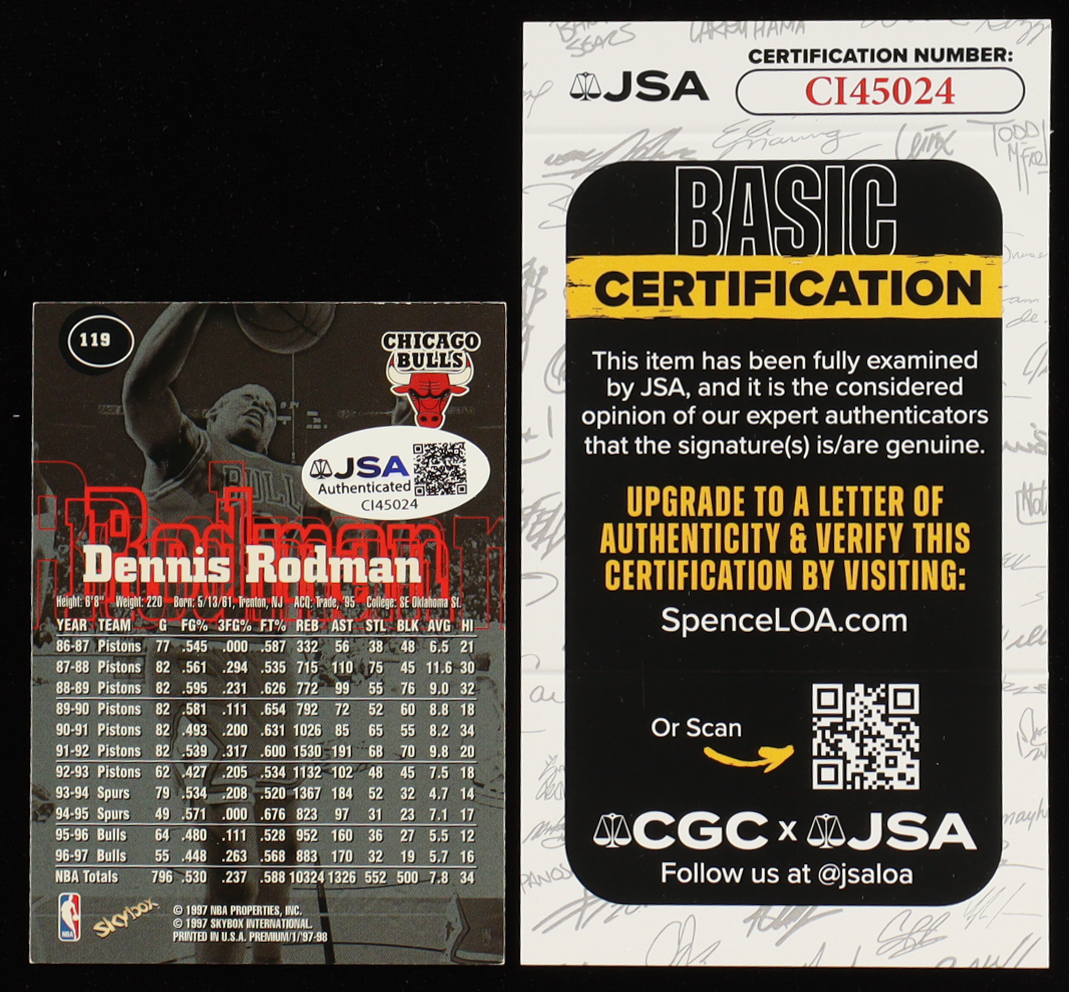 119
CHICAGO
BULLS
BULL
JSA
Authenticated
CI45024
Rodman
Dennis Rodman
Height: 6'8" Weight: 220 Born: 5/13/61, Trenton, NJ ACQ: Trade, '95 College: SE Oklahoma St.
YEAR TEAM G FG% 3FG% FT% REB AST STL BLK AVG HI
86-87 Pistons 77 .545 .000 .587 332 56 38 48 6.5 21
87-88 Pistons 82 .561 .294 .535 715 110 75 45 11.6 30
88-89 Pistons 82 .595 .231 .626 772 99 55 76 9.0 32
89-90 Pistons 82 .581 .111 .654 792 72 52 60 8.8 18
90-91 Pistons 82 .493 .200 .631 1026 85 65 55 8.2 34
91-92 Pistons 82 .539 .317 .600 1530 191 68 70 9.8 20
92-93 Pistons 62 .427 .205 .534 1132 102 48 45 7.5 18
93-94 Spurs 79 .534 .208 .520 1367 184 52 32 4.7 14
94-95 Spurs 49 .571 .000 .676 823 97 31 23 7.1 17
95-96 Bulls 64 .480 .111 .528 952 160 36 27 5.5 12
96-97 Bulls 55 .448 .263 .568 883 170 32 19 5.7 16
NBA Totals 796 .530 .237 .588 10324 1326 552 500 7.8 34
NBA
skybox
© 1997 NBA PROPERTIES, INC.
© 1997 SKYBOX INTERNATIONAL.
PRINTED IN U.S.A. PREMIUM/1/'97-98
SEARS
LARRY HAMA
JSA
CERTIFICATION NUMBER:
CI45024
Eli Manning
TODD
BASIC
CERTIFICATION
This item has been fully examined
by JSA, and it is the considered
opinion of our expert authenticators
that the signature(s) is/are genuine.
UPGRADE TO A LETTER OF
AUTHENTICITY & VERIFY THIS
CERTIFICATION BY VISITING:
SpenceLOA.com
Or Scan
CGC x JSA
Follow us at @jsaloa